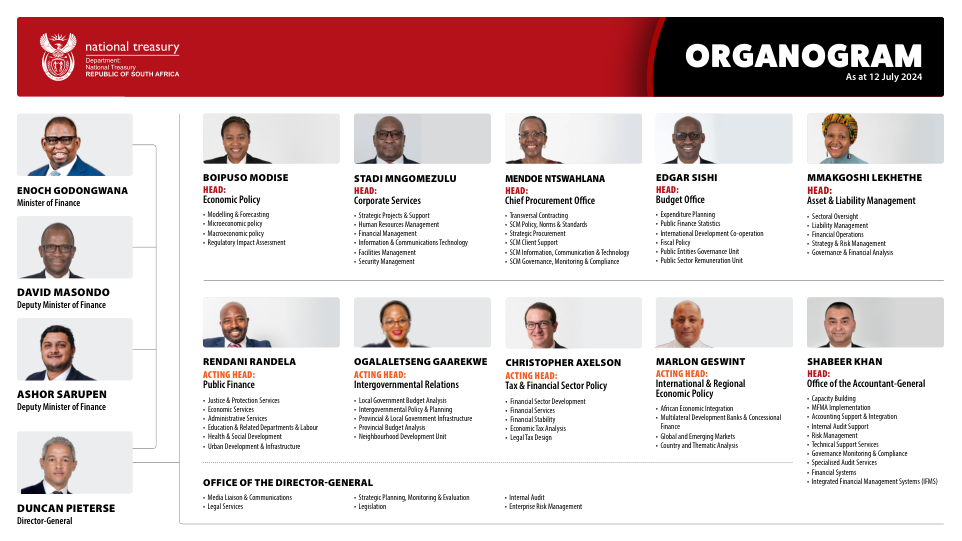 national treasury
Department:
National Treasury
REPUBLIC OF SOUTH AFRICA
ORGANOGRAM
As at 12 July 2024
ENOCH GODONGWANA
Minister of Finance
DAVID MASONDO
Deputy Minister of Finance
ASHOR SARUPEN
Deputy Minister of Finance
DUNCAN PIETERSE
Director-General
BOIPUSO MODISE
HEAD:
Economic Policy
• Modelling & Forecasting
• Microeconomic policy
• Macroeconomic policy
• Regulatory Impact Assessment
STADI MNGOMEZULU
HEAD:
Corporate Services
• Strategic Projects & Support
• Human Resources Management
• Financial Management
• Information & Communications Technology
• Facilities Management
• Security Management
MENDOE NTSWAHLANA
HEAD:
Chief Procurement Office
• Transversal Contracting
• SCM Policy, Norms & Standards
• Strategic Procurement
• SCM Client Support
• SCM Information, Communication & Technology
• SCM Governance, Monitoring & Compliance
EDGAR SISHI
HEAD:
Budget Office
• Expenditure Planning
• Public Finance Statistics
• International Development Co-operation
• Fiscal Policy
• Public Entities Governance Unit
• Public Sector Remuneration Unit
MMAKGOSHI LEKHETHE
HEAD:
Asset & Liability Management
• Sectoral Oversight
• Liability Management
• Financial Operations
• Strategy & Risk Management
• Governance & Financial Analysis
RENDANI RANDELA
ACTING HEAD:
Public Finance
• Justice & Protection Services
• Economic Services
• Administrative Services
• Education & Related Departments & Labour
• Health & Social Development
• Urban Development & Infrastructure
OGALALETSENG GAAREKWE
ACTING HEAD:
Intergovernmental Relations
• Local Government Budget Analysis
• Intergovernmental Policy & Planning
• Provincial & Local Government Infrastructure
• Provincial Budget Analysis
• Neighbourhood Development Unit
CHRISTOPHER AXELSON
ACTING HEAD:
Tax & Financial Sector Policy
• Financial Sector Development
• Financial Services
• Financial Stability
• Economic Tax Analysis
• Legal Tax Design
MARLON GESWINT
ACTING HEAD:
International & Regional
Economic Policy
• African Economic Integration
• Multilateral Development Banks & Concessional
Finance
• Global and Emerging Markets
• Country and Thematic Analysis
SHABEER KHAN
HEAD:
Office of the Accountant-General
• Capacity Building
• MFMA Implementation
• Accounting Support & Integration
• Internal Audit Support
• Risk Management
• Technical Support Services
• Governance Monitoring & Compliance
• Specialised Audit Services
• Financial Systems
• Integrated Financial Management Systems (IFMS)
OFFICE OF THE DIRECTOR-GENERAL
• Media Liaison & Communications
• Legal Services
• Strategic Planning, Monitoring & Evaluation
• Legislation
• Internal Audit
• Enterprise Risk Management